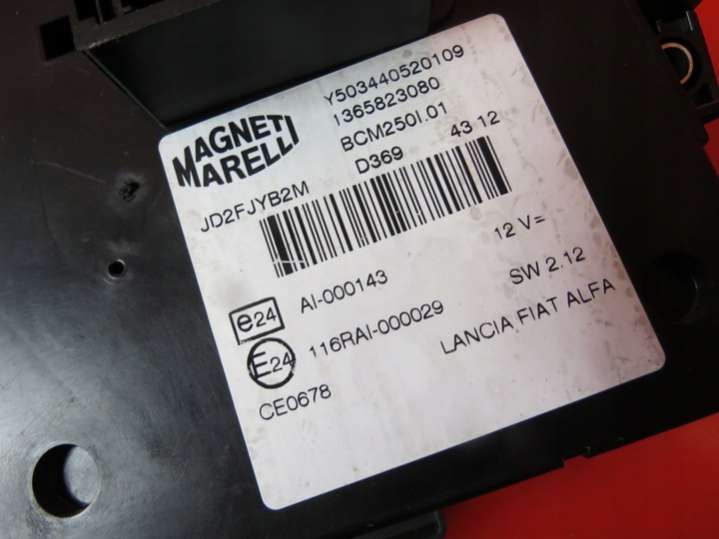 MAGNETI
MARELLI
Y503440520109
1365823080
BCM250I.01
D369 43 12
JD2FJYB2M
12 V=
AI-000143
SW 2.12
e24
116RAI-000029
E24
LANCIA FIAT ALFA
CE0678